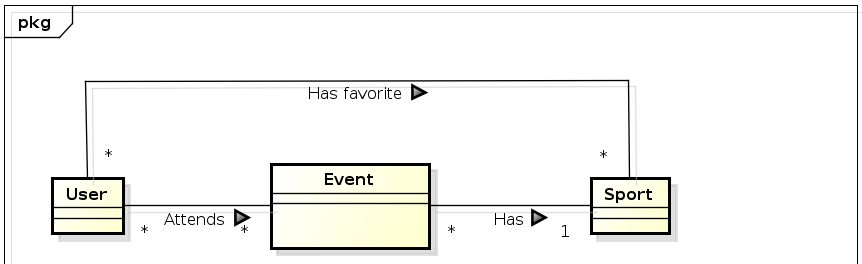 pkg
Has favorite
*
*
User
Event
Sport
Attends
Has
*
*
*
1